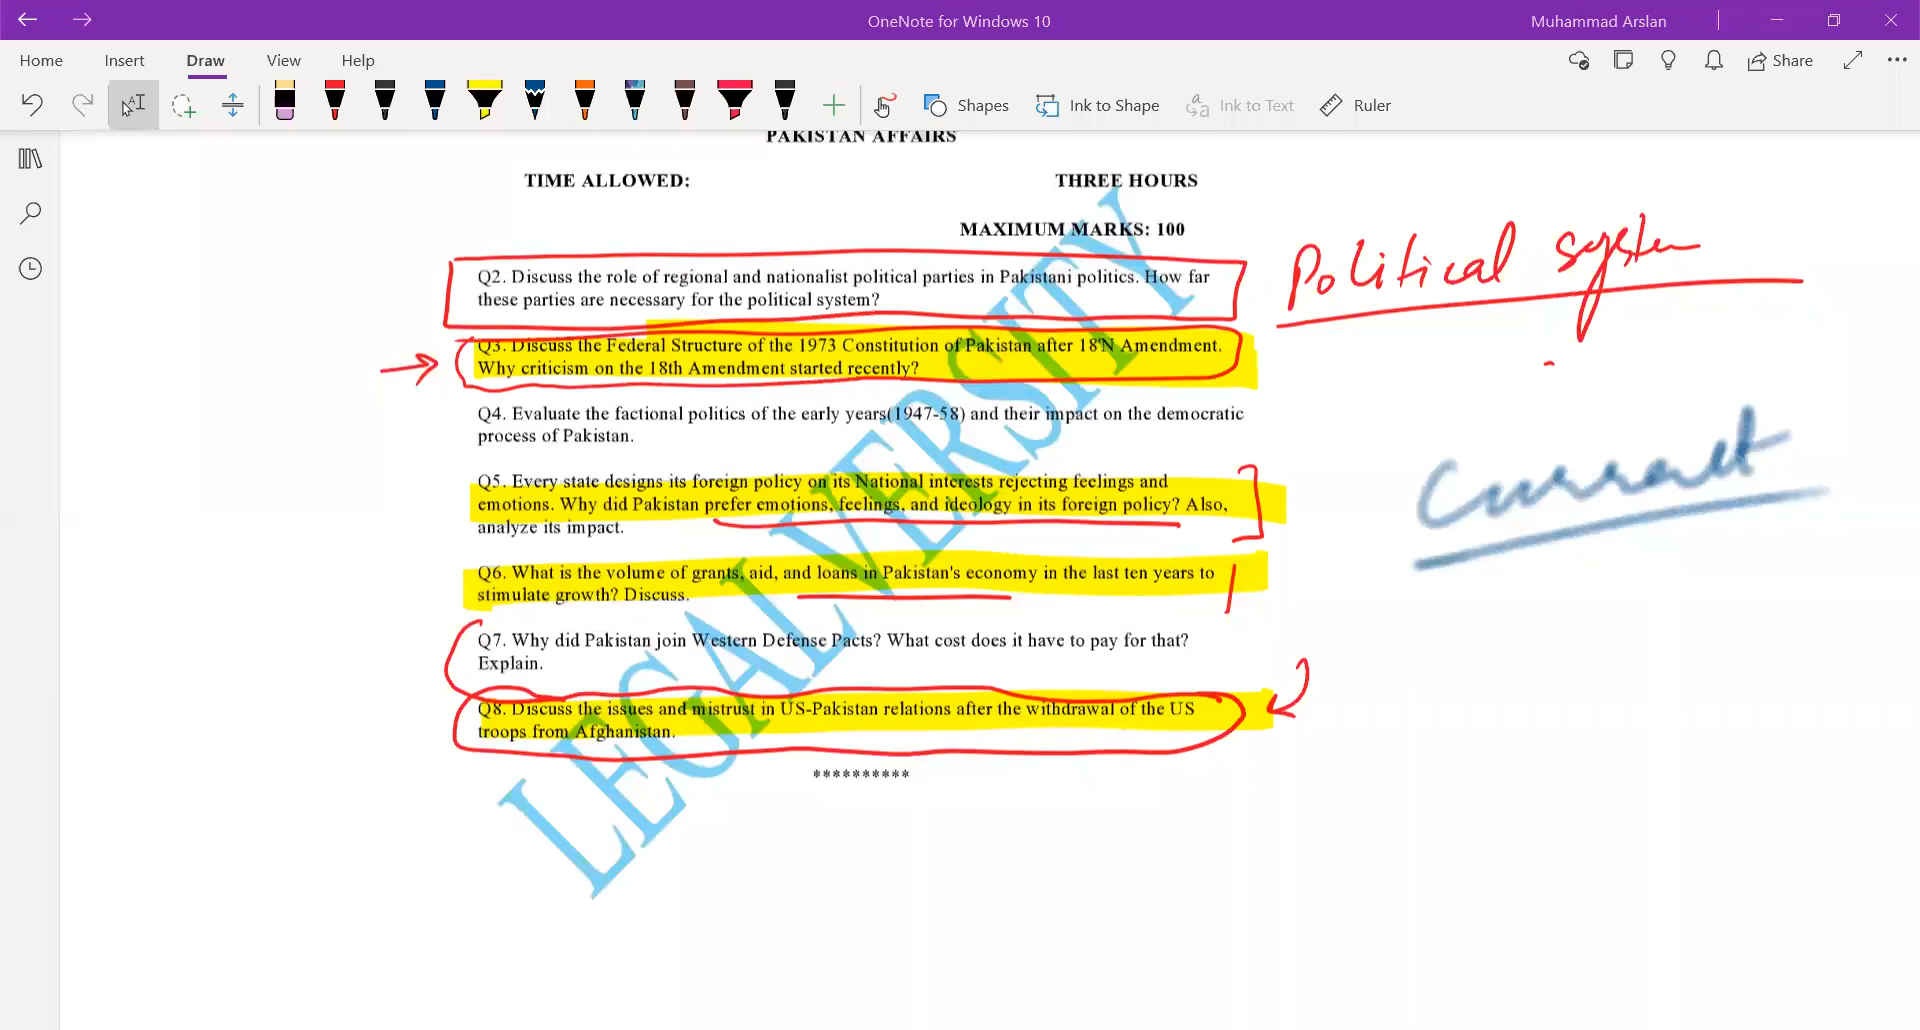 OneNote for Windows 10
Muhammad Arslan
Home Insert Draw View Help
Share
Shapes Ink to Shape Ink to Text Ruler
PAKISTAN AFFAIRS
TIME ALLOWED: THREE HOURS
MAXIMUM MARKS: 100
Q2. Discuss the role of regional and nationalist political parties in Pakistani politics. How far
these parties are necessary for the political system?
Political system
Q3. Discuss the Federal Structure of the 1973 Constitution of Pakistan after 18'N Amendment.
Why criticism on the 18th Amendment started recently?
Q4. Evaluate the factional politics of the early years(1947-58) and their impact on the democratic
process of Pakistan.
Current
Q5. Every state designs its foreign policy on its National interests rejecting feelings and
emotions. Why did Pakistan prefer emotions, feelings, and ideology in its foreign policy? Also,
analyze its impact.
Q6. What is the volume of grants, aid, and loans in Pakistan's economy in the last ten years to
stimulate growth? Discuss.
Q7. Why did Pakistan join Western Defense Pacts? What cost does it have to pay for that?
Explain.
Q8. Discuss the issues and mistrust in US-Pakistan relations after the withdrawal of the US
troops from Afghanistan.
**********
LEGALVERSITY